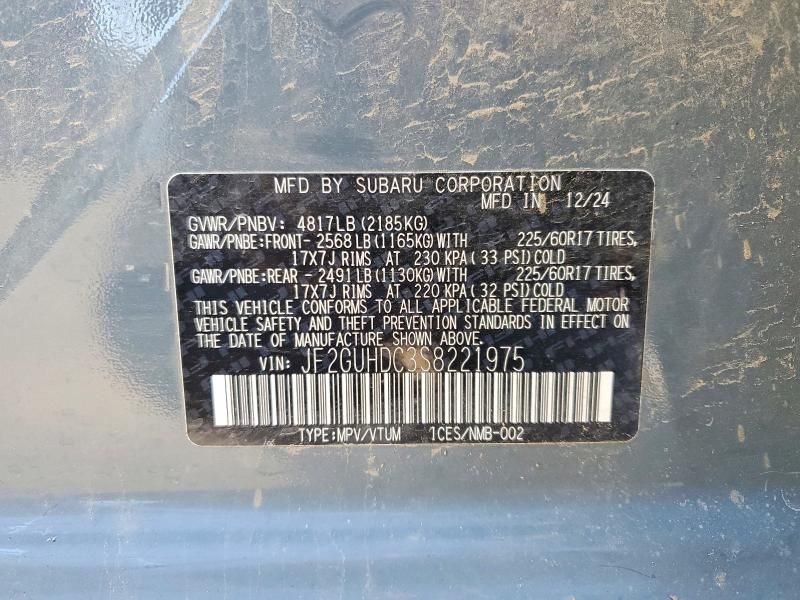 MFD BY SUBARU CORPORATION
MFD IN 12/24
GVWR/PNBV: 4817LB (2185KG)
GAWR/PNBE:FRONT- 2568 LB (1165KG) WITH 225/60R17 TIRES,
17X7J RIMS AT 230 KPA ( 33 PSI) COLD
GAWR/PNBE:REAR - 2491 LB (1130KG) WITH 225/60R17 TIRES,
17X7J RIMS AT 220 KPA ( 32 PSI) COLD
THIS VEHICLE CONFORMS TO ALL APPLICABLE FEDERAL MOTOR
VEHICLE SAFETY AND THEFT PREVENTION STANDARDS IN EFFECT ON
THE DATE OF MANUFACTURE SHOWN ABOVE.
VIN: JF2GUHDC3S8221975
TYPE:MPV/VTUM 1CES/NMB-002